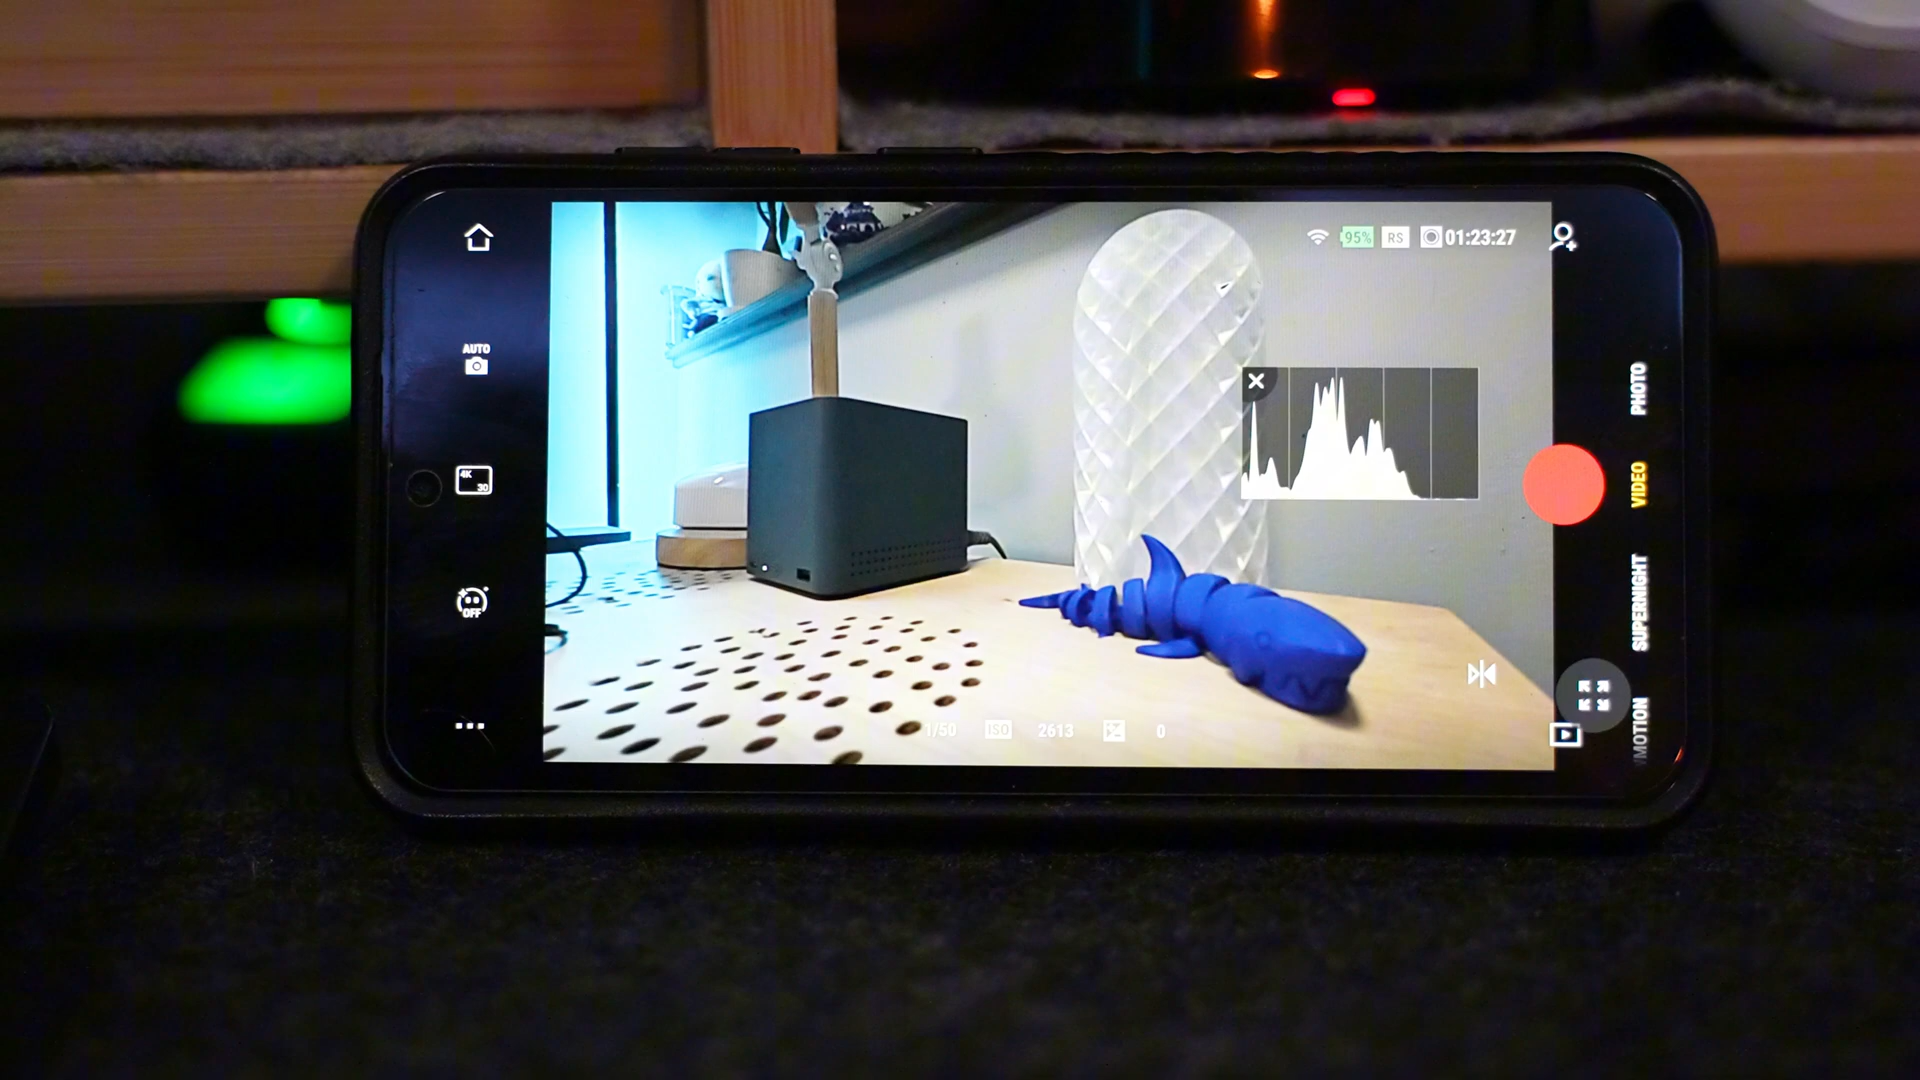 95% RS 01:23:27
AUTO
4K
30
OFF
1/50 ISO 2613 0
PHOTO
VIDEO
SUPERNIGHT
MOTION